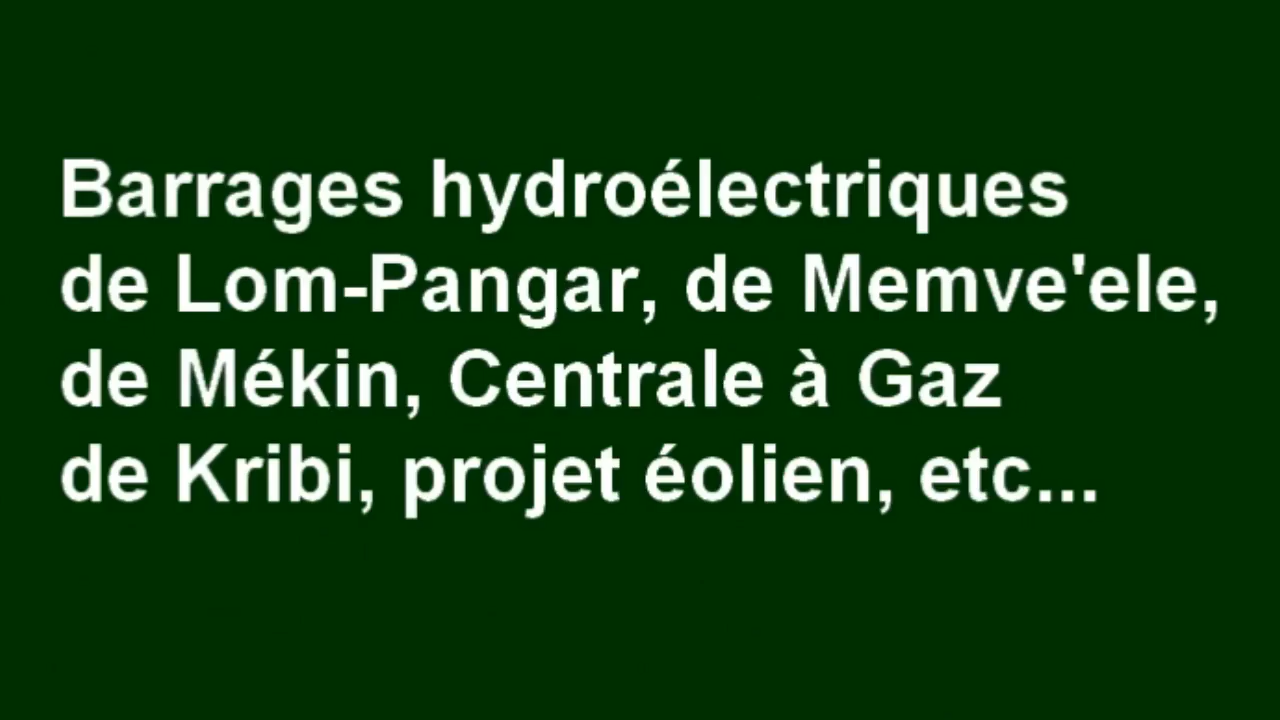 Barrages hydroélectriques
de Lom-Pangar, de Memve'ele,
de Mékin, Centrale à Gaz
de Kribi, projet éolien, etc...